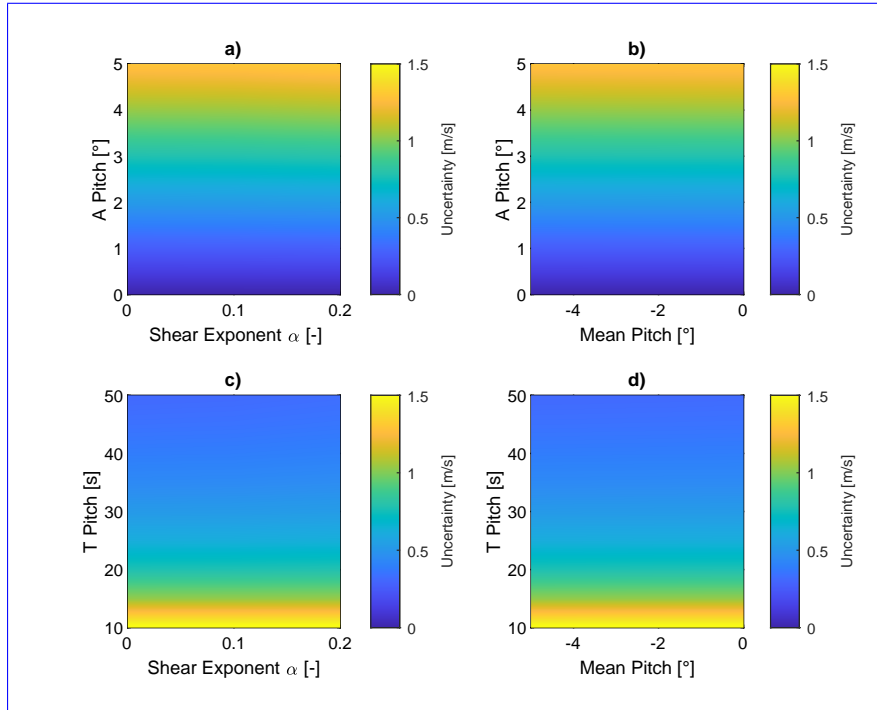 a)
5
4
3
2
1
0
A Pitch [°]
0 0.1 0.2
Shear Exponent α [-]
1.5
1
0.5
0
Uncertainty [m/s]
b)
5
4
3
2
1
0
A Pitch [°]
-4 -2 0
Mean Pitch [°]
1.5
1
0.5
0
Uncertainty [m/s]
c)
50
40
30
20
10
T Pitch [s]
0 0.1 0.2
Shear Exponent α [-]
1.5
1
0.5
0
Uncertainty [m/s]
d)
50
40
30
20
10
T Pitch [s]
-4 -2 0
Mean Pitch [°]
1.5
1
0.5
0
Uncertainty [m/s]